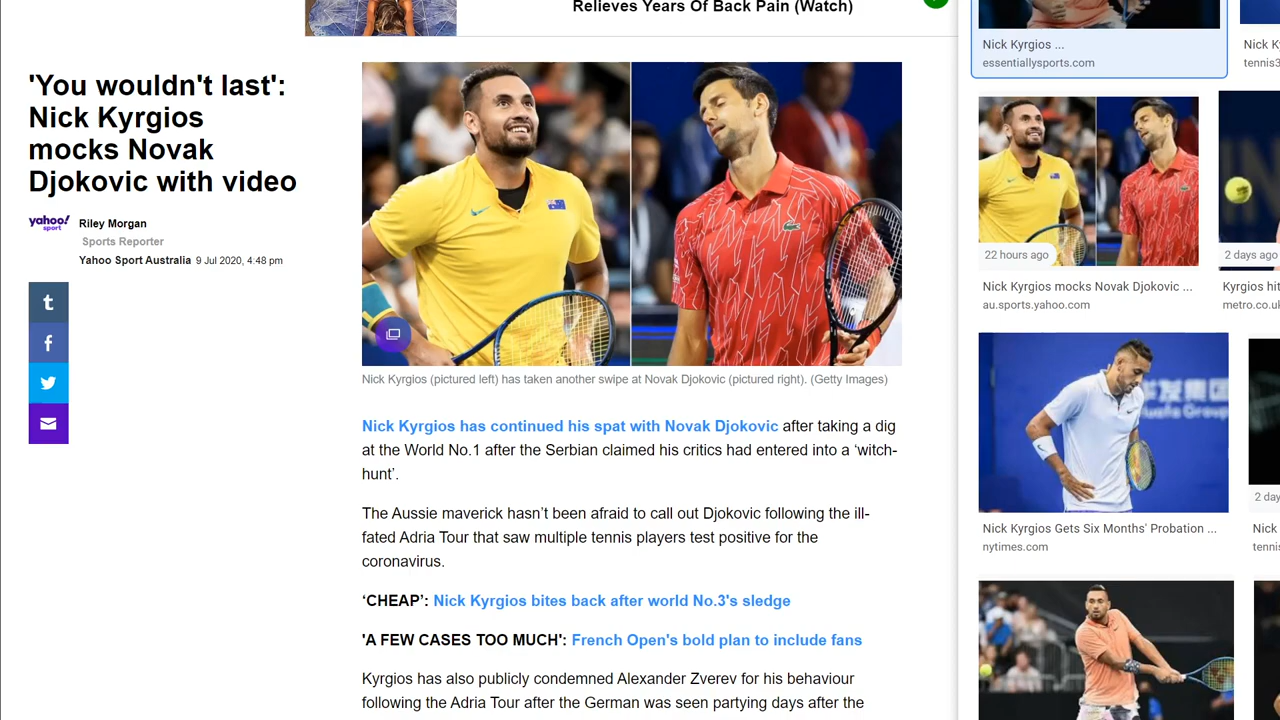 Relieves Years Of Back Pain (Watch)
'You wouldn't last':
Nick Kyrgios
mocks Novak
Djokovic with video
yahoo!
sport
Riley Morgan
Sports Reporter
Yahoo Sport Australia 9 Jul 2020, 4:48 pm
t
f
Nick Kyrgios (pictured left) has taken another swipe at Novak Djokovic (pictured right). (Getty Images)
Nick Kyrgios has continued his spat with Novak Djokovic after taking a dig
at the World No.1 after the Serbian claimed his critics had entered into a ‘witch-
hunt’.
The Aussie maverick hasn’t been afraid to call out Djokovic following the ill-
fated Adria Tour that saw multiple tennis players test positive for the
coronavirus.
‘CHEAP’: Nick Kyrgios bites back after world No.3's sledge
'A FEW CASES TOO MUCH': French Open's bold plan to include fans
Kyrgios has also publicly condemned Alexander Zverev for his behaviour
following the Adria Tour after the German was seen partying days after the
Nick Kyrgios ...
essentiallysports.com
Nick K
tennis3
22 hours ago
Nick Kyrgios mocks Novak Djokovic ...
au.sports.yahoo.com
2 days ago
Kyrgios hit
metro.co.uk
Nick Kyrgios Gets Six Months' Probation ...
nytimes.com
2 day
Nick
tennis